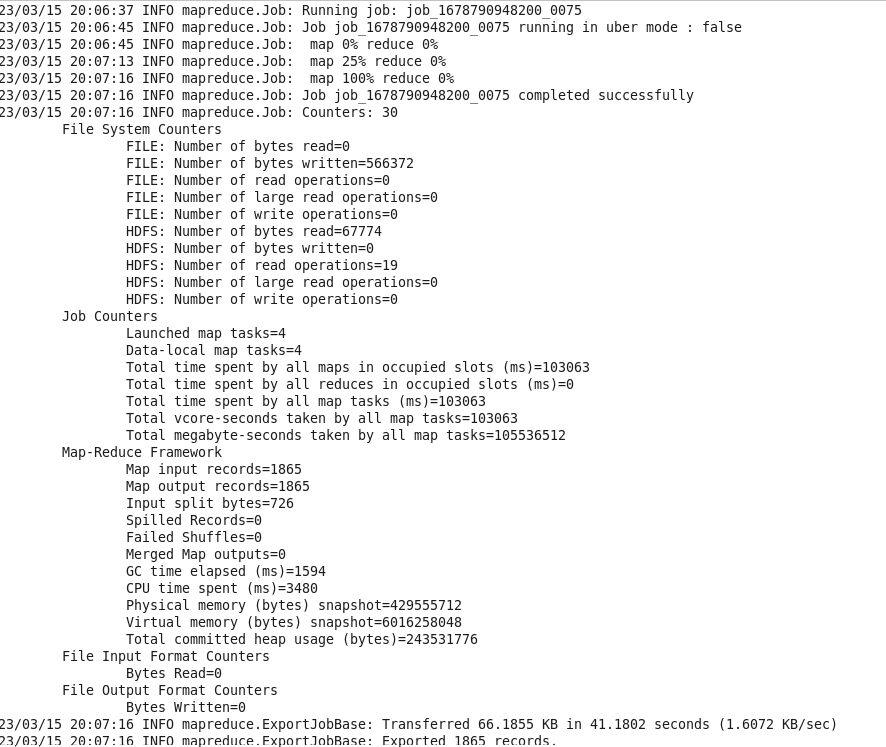 23/03/15 20:06:37 INFO mapreduce.Job: Running job: job_1678790948200_0075
23/03/15 20:06:45 INFO mapreduce.Job: Job job_1678790948200_0075 running in uber mode : false
23/03/15 20:06:45 INFO mapreduce.Job:  map 0% reduce 0%
23/03/15 20:07:13 INFO mapreduce.Job:  map 25% reduce 0%
23/03/15 20:07:16 INFO mapreduce.Job:  map 100% reduce 0%
23/03/15 20:07:16 INFO mapreduce.Job: Job job_1678790948200_0075 completed successfully
23/03/15 20:07:16 INFO mapreduce.Job: Counters: 30
File System Counters
FILE: Number of bytes read=0
FILE: Number of bytes written=566372
FILE: Number of read operations=0
FILE: Number of large read operations=0
FILE: Number of write operations=0
HDFS: Number of bytes read=67774
HDFS: Number of bytes written=0
HDFS: Number of read operations=19
HDFS: Number of large read operations=0
HDFS: Number of write operations=0
Job Counters
Launched map tasks=4
Data-local map tasks=4
Total time spent by all maps in occupied slots (ms)=103063
Total time spent by all reduces in occupied slots (ms)=0
Total time spent by all map tasks (ms)=103063
Total vcore-seconds taken by all map tasks=103063
Total megabyte-seconds taken by all map tasks=105536512
Map-Reduce Framework
Map input records=1865
Map output records=1865
Input split bytes=726
Spilled Records=0
Failed Shuffles=0
Merged Map outputs=0
GC time elapsed (ms)=1594
CPU time spent (ms)=3480
Physical memory (bytes) snapshot=429555712
Virtual memory (bytes) snapshot=6016258048
Total committed heap usage (bytes)=243531776
File Input Format Counters
Bytes Read=0
File Output Format Counters
Bytes Written=0
23/03/15 20:07:16 INFO mapreduce.ExportJobBase: Transferred 66.1855 KB in 41.1802 seconds (1.6072 KB/sec)
23/03/15 20:07:16 INFO mapreduce.ExportJobBase: Exported 1865 records.